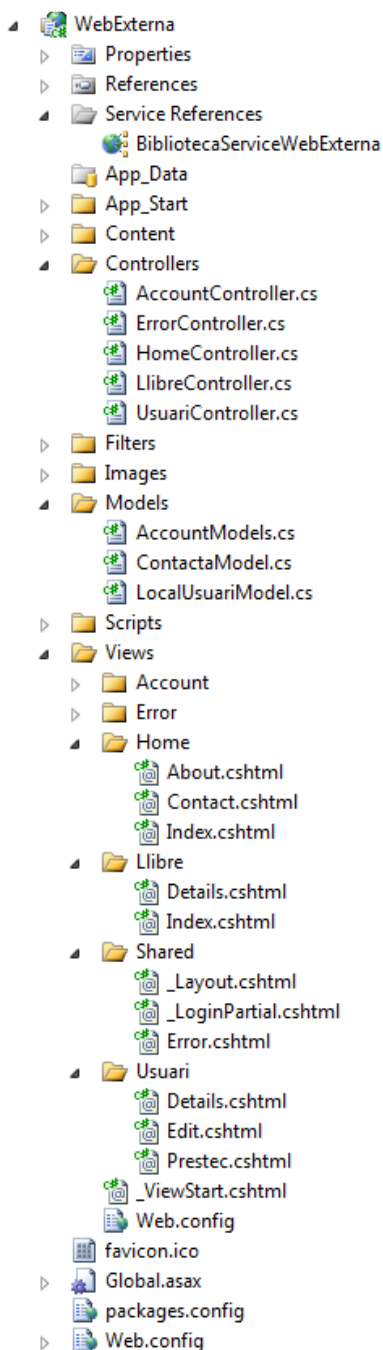 WebExterna
Properties
References
Service References
BibliotecaServiceWebExterna
App_Data
App_Start
Content
Controllers
AccountController.cs
ErrorController.cs
HomeController.cs
LlibreController.cs
UsuariController.cs
Filters
Images
Models
AccountModels.cs
ContactaModel.cs
LocalUsuariModel.cs
Scripts
Views
Account
Error
Home
About.cshtml
Contact.cshtml
Index.cshtml
Llibre
Details.cshtml
Index.cshtml
Shared
_Layout.cshtml
_LoginPartial.cshtml
Error.cshtml
Usuari
Details.cshtml
Edit.cshtml
Prestec.cshtml
_ViewStart.cshtml
Web.config
favicon.ico
Global.asax
packages.config
Web.config